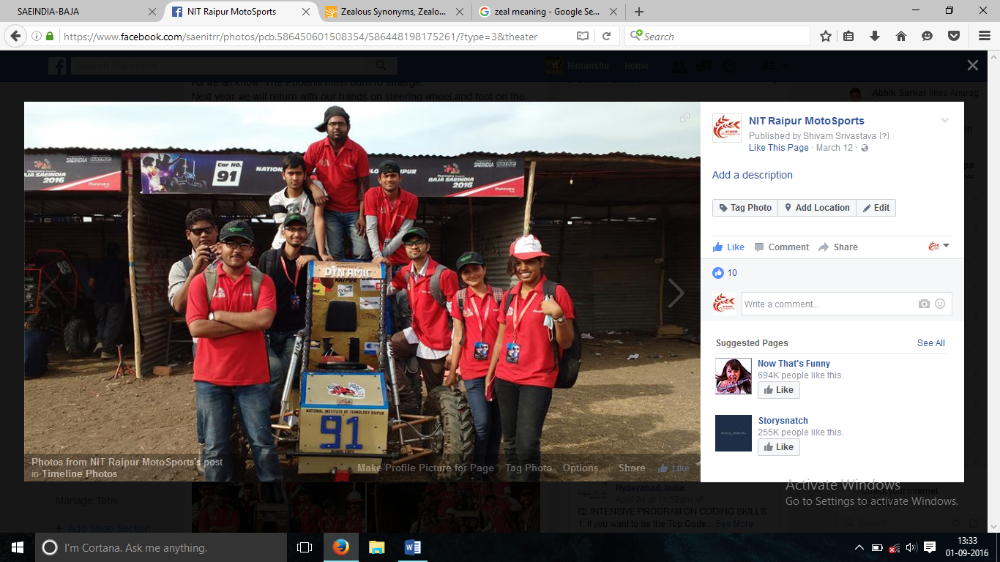 SAEINDIA-BAJA
NIT Raipur MotoSports
Zealous Synonyms, Zealo...
zeal meaning - Google Se...
https://www.facebook.com/saenitrr/photos/pcb.586450601508354/586448198175261/?type=3&theater
Search
Search Facebook
Himanshu
Home
As we all know: The Phoenix must burn to emerge.
Next year we will return with our hands on steering wheel and foot on the
Abhik Sarkar likes Anurag
BAJA SAEINDIA
2016
Car No.
91
NATION
RAIPUR
BAJA SAEINDIA
2016
DYNAMIC
RAIPUR
NATIONAL INSTITUTE OF TEHNOLOGY RAIPUR
91
Photos from NIT Raipur MotoSports's post
in Timeline Photos
Make Profile Picture for Page
Tag Photo
Options
Share
Like
NIT Raipur MotoSports
Published by Shivam Srivastava [?]
Like This Page · March 12 ·
Add a description
Tag Photo
Add Location
Edit
Like
Comment
Share
10
Write a comment...
Suggested Pages
See All
Now That's Funny
694K people like this.
Like
Storysnatch
255K people like this.
Like
Manage Tabs
+ Add Shop Section
Hyderabad, India
April 24 at 11:52am
INTENSIVE PROGRAM ON CODING SKILLS
1. If you want to be the Top Code... See More
Check your Internet
Search
Activate Windows
Go to Settings to activate Windows.
I'm Cortana. Ask me anything.
13:33
01-09-2016